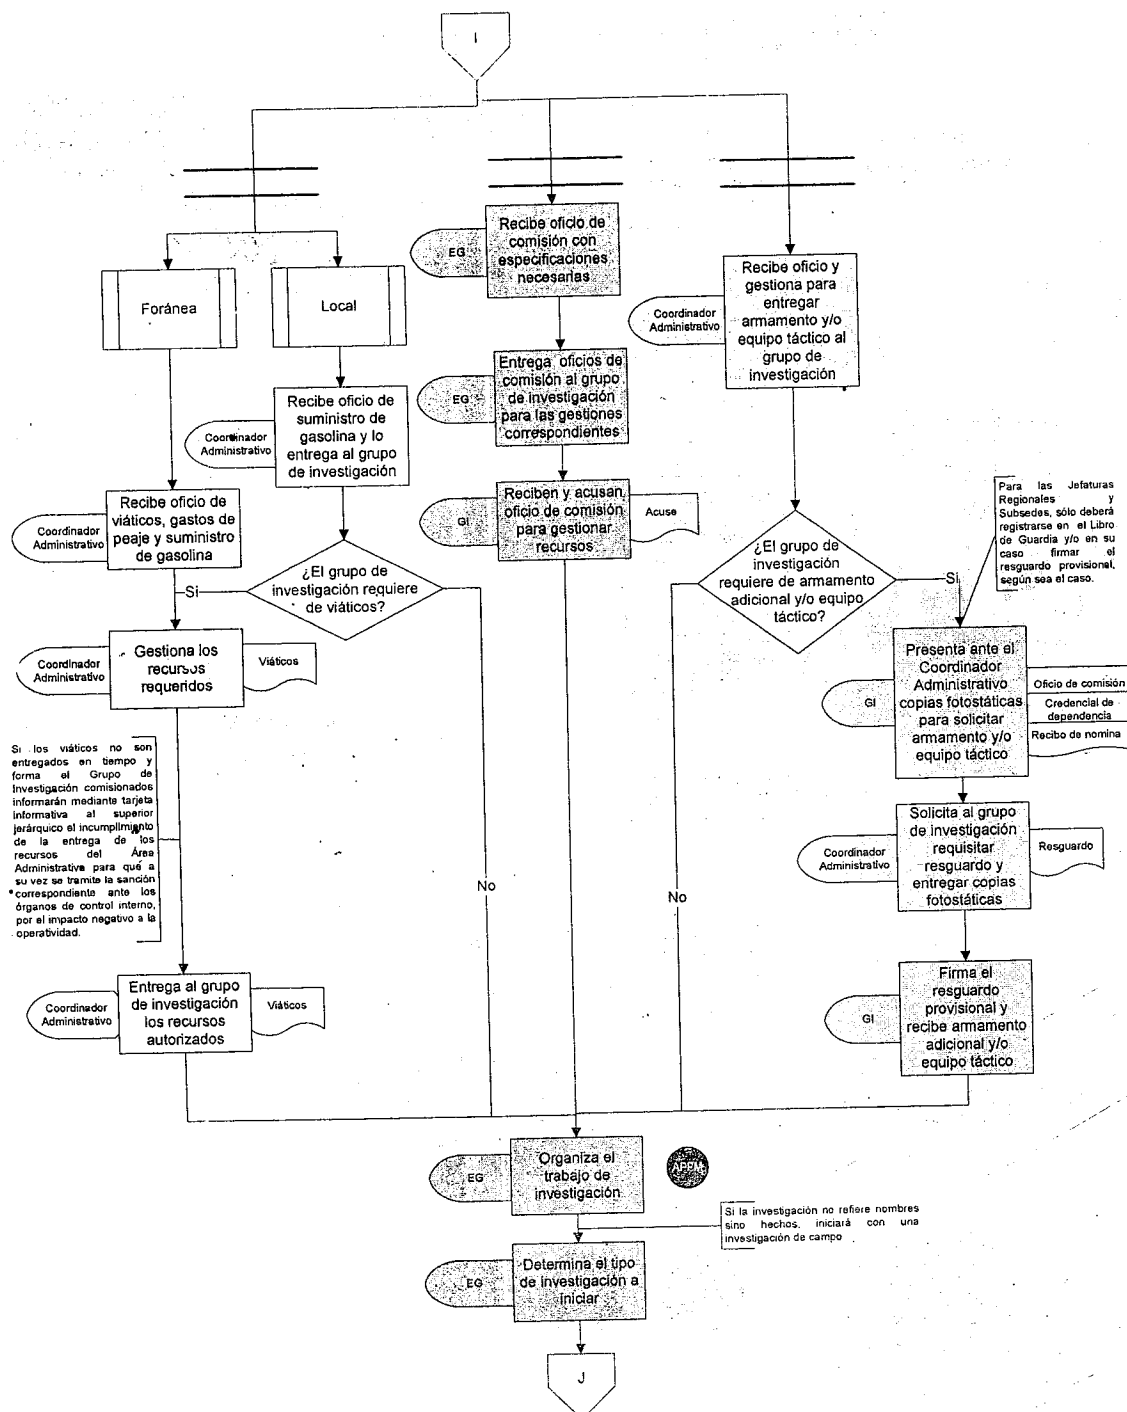 I
Foránea
Local
EG
Recibe oficio de
comisión con
especificaciones
necesarias
Coordinador
Administrativo
Recibe oficio y
gestiona para
entregar
armamento y/o
equipo táctico al
grupo de
investigación
EG
Entrega oficios de
comisión al grupo
de investigación
para las gestiones
correspondientes
Coordinador
Administrativo
Recibe oficio de
suministro de
gasolina y lo
entrega al grupo
de investigación
Coordinador
Administrativo
Recibe oficio de
viáticos, gastos de
peaje y suministro
de gasolina
GI
Reciben y acusan
oficio de comisión
para gestionar
recursos
Acuse
Para las Jefaturas
Regionales y
Subsedes, sólo deberá
registrarse en el Libro
de Guardia y/o en su
caso firmar el
resguardo provisional,
según sea el caso.
¿El grupo de
investigación requiere
de viáticos?
Si
No
¿El grupo de
investigación
requiere de armamento
adicional y/o equipo
táctico?
Si
No
Coordinador
Administrativo
Gestiona los
recursos
requeridos
Viáticos
GI
Presenta ante el
Coordinador
Administrativo
copias fotostáticas
para solicitar
armamento y/o
equipo táctico
Oficio de comisión
Credencial de
dependencia
Recibo de nomina
Si los viáticos no son
entregados en tiempo y
forma el Grupo de
Investigación comisionados
informarán mediante tarjeta
informativa al superior
jerárquico el incumplimiento
de la entrega de los
recursos del Área
Administrativa para qué a
su vez se tramite la sanción
correspondiente ante los
órganos de control interno,
por el impacto negativo a la
operatividad.
Coordinador
Administrativo
Solicita al grupo
de investigación
requisitar
resguardo y
entregar copias
fotostáticas
Resguardo
Coordinador
Administrativo
Entrega al grupo
de investigación
los recursos
autorizados
Viáticos
GI
Firma el
resguardo
provisional y
recibe armamento
adicional y/o
equipo táctico
EG
Organiza el
trabajo de
investigación
Si la investigación no refiere nombres
sino hechos, iniciará con una
investigación de campo
EG
Determina el tipo
de investigación a
iniciar
J